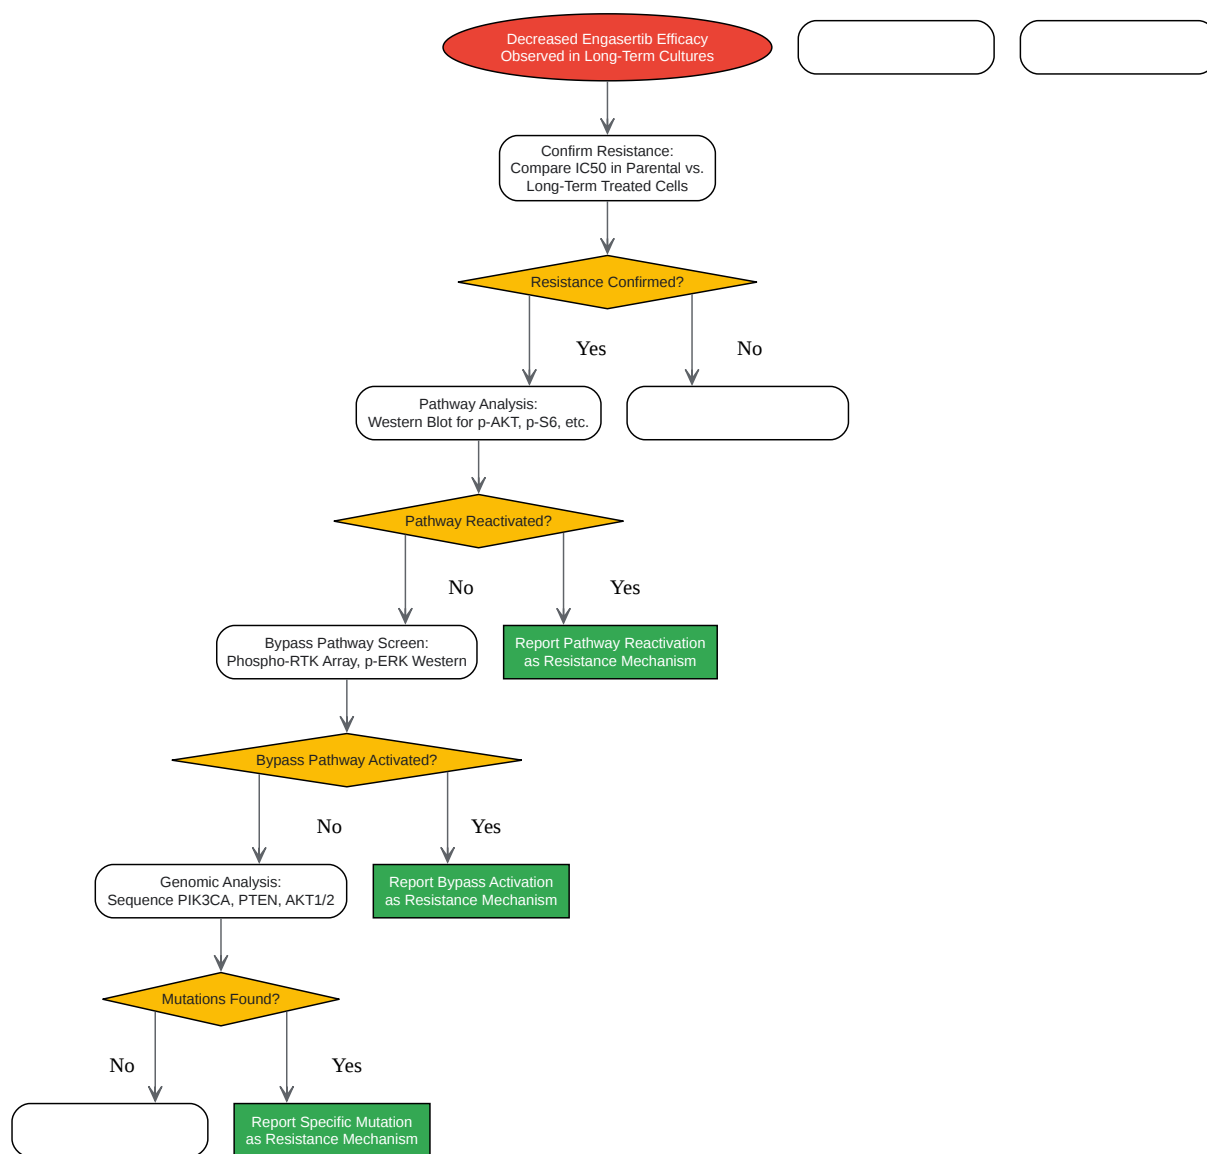 Decreased Engasertib Efficacy
Observed in Long-Term Cultures
Confirm Resistance:
Compare IC50 in Parental vs.
Long-Term Treated Cells
Resistance Confirmed?
Yes
No
Pathway Analysis:
Western Blot for p-AKT, p-S6, etc.
Pathway Reactivated?
No
Yes
Bypass Pathway Screen:
Phospho-RTK Array, p-ERK Western
Report Pathway Reactivation
as Resistance Mechanism
Bypass Pathway Activated?
No
Yes
Genomic Analysis:
Sequence PIK3CA, PTEN, AKT1/2
Report Bypass Activation
as Resistance Mechanism
Mutations Found?
No
Yes
Report Specific Mutation
as Resistance Mechanism